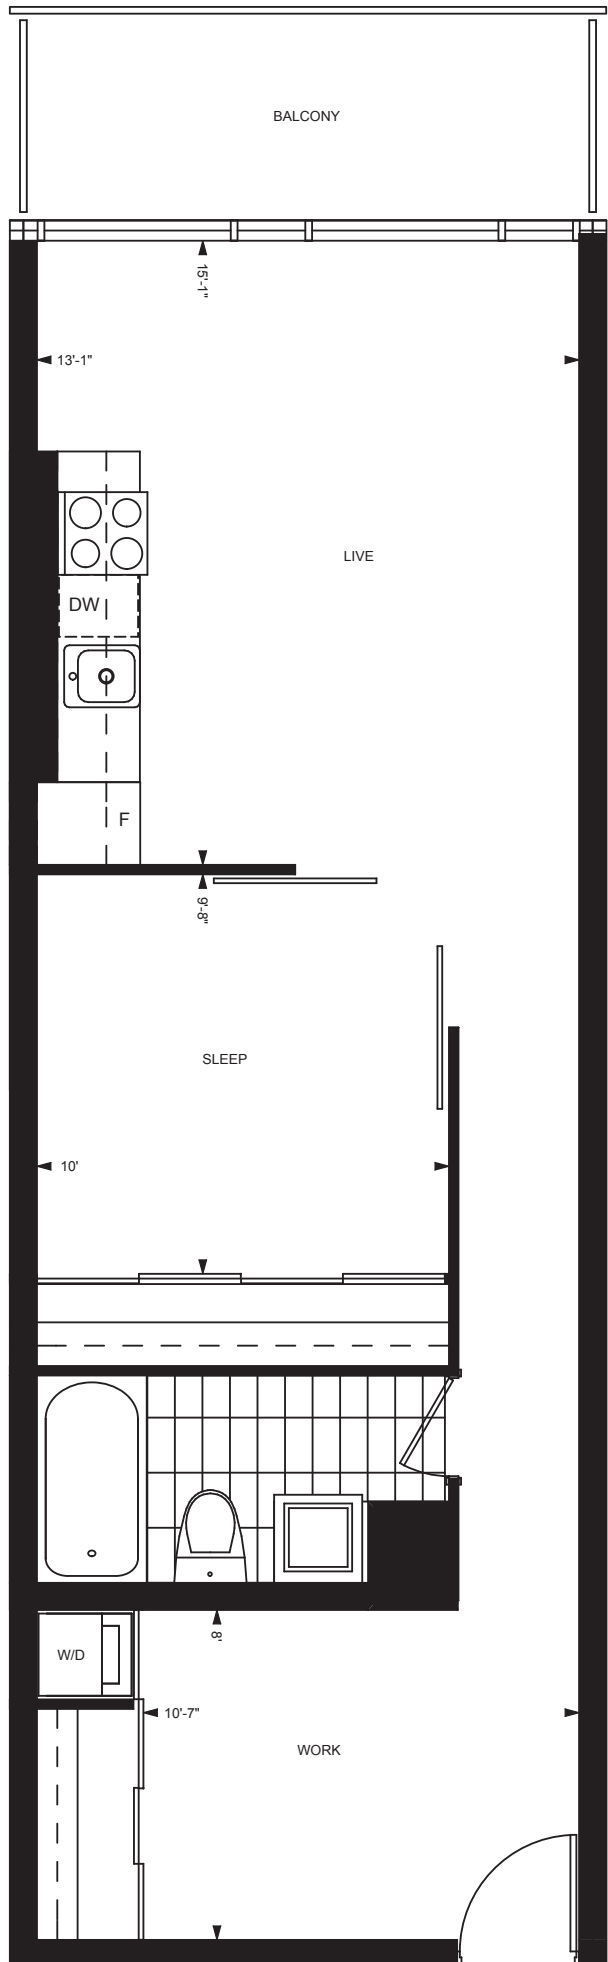 BALCONY
15'-1"
13'-1"
LIVE
DW
F
9'-8"
SLEEP
10'
8'
W/D
10'-7"
WORK